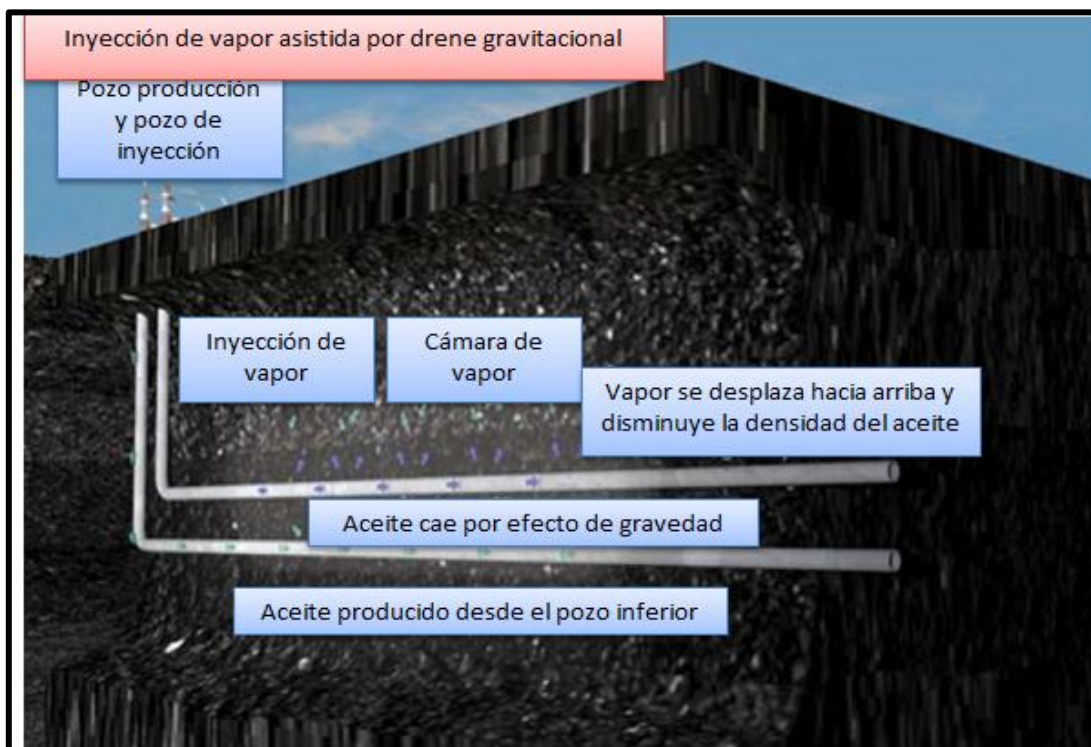 Inyección de vapor asistida por drene gravitacional
Pozo producción
y pozo de
inyección
Inyección de
vapor
Cámara de
vapor
Vapor se desplaza hacia arriba y
disminuye la densidad del aceite
Aceite cae por efecto de gravedad
Aceite producido desde el pozo inferior